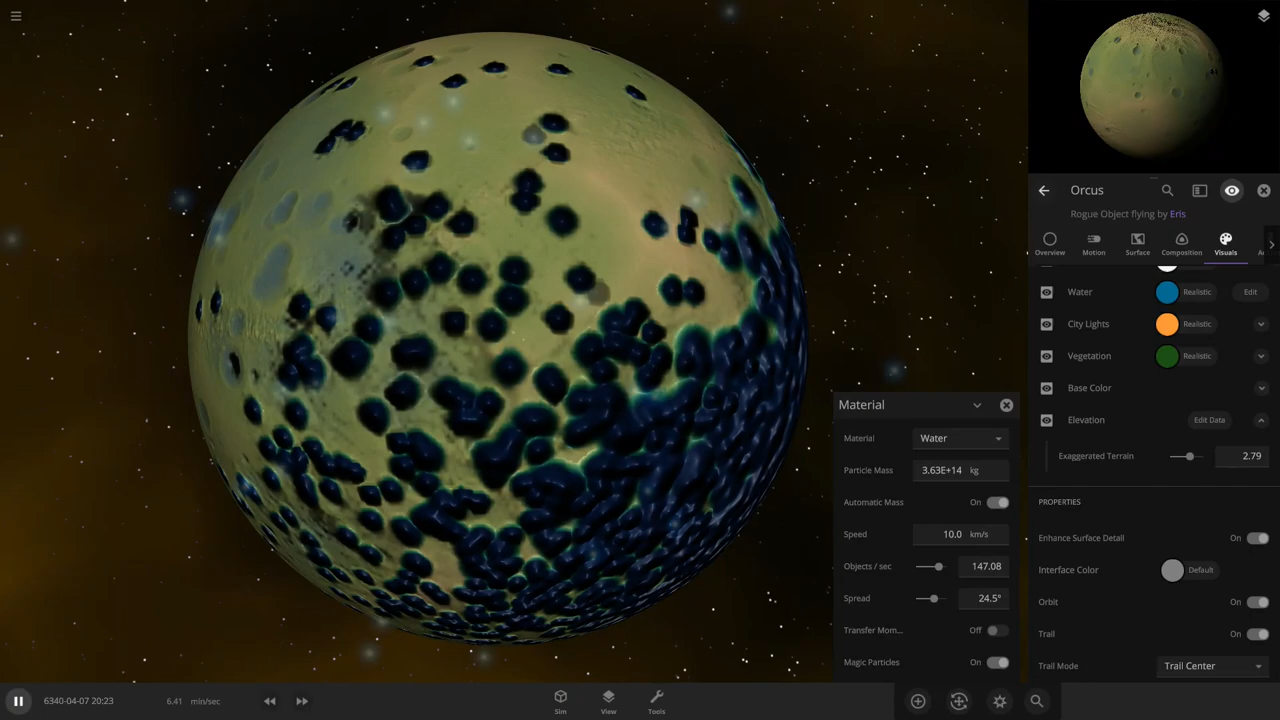 Orcus
Rogue Object flying by Eris
Overview Motion Surface Composition Visuals
Water Realistic Edit
City Lights Realistic
Vegetation Realistic
Base Color
Elevation Edit Data
Exaggerated Terrain 2.79
PROPERTIES
Enhance Surface Detail On
Interface Color Default
Orbit On
Trail On
Trail Mode Trail Center
Material
Material Water
Particle Mass 3.63E+14 kg
Automatic Mass On
Speed 10.0 km/s
Objects / sec 147.08
Spread 24.5°
Transfer Mom... Off
Magic Particles On
6340-04-07 20:23 6.41 min/sec
Sim View Tools